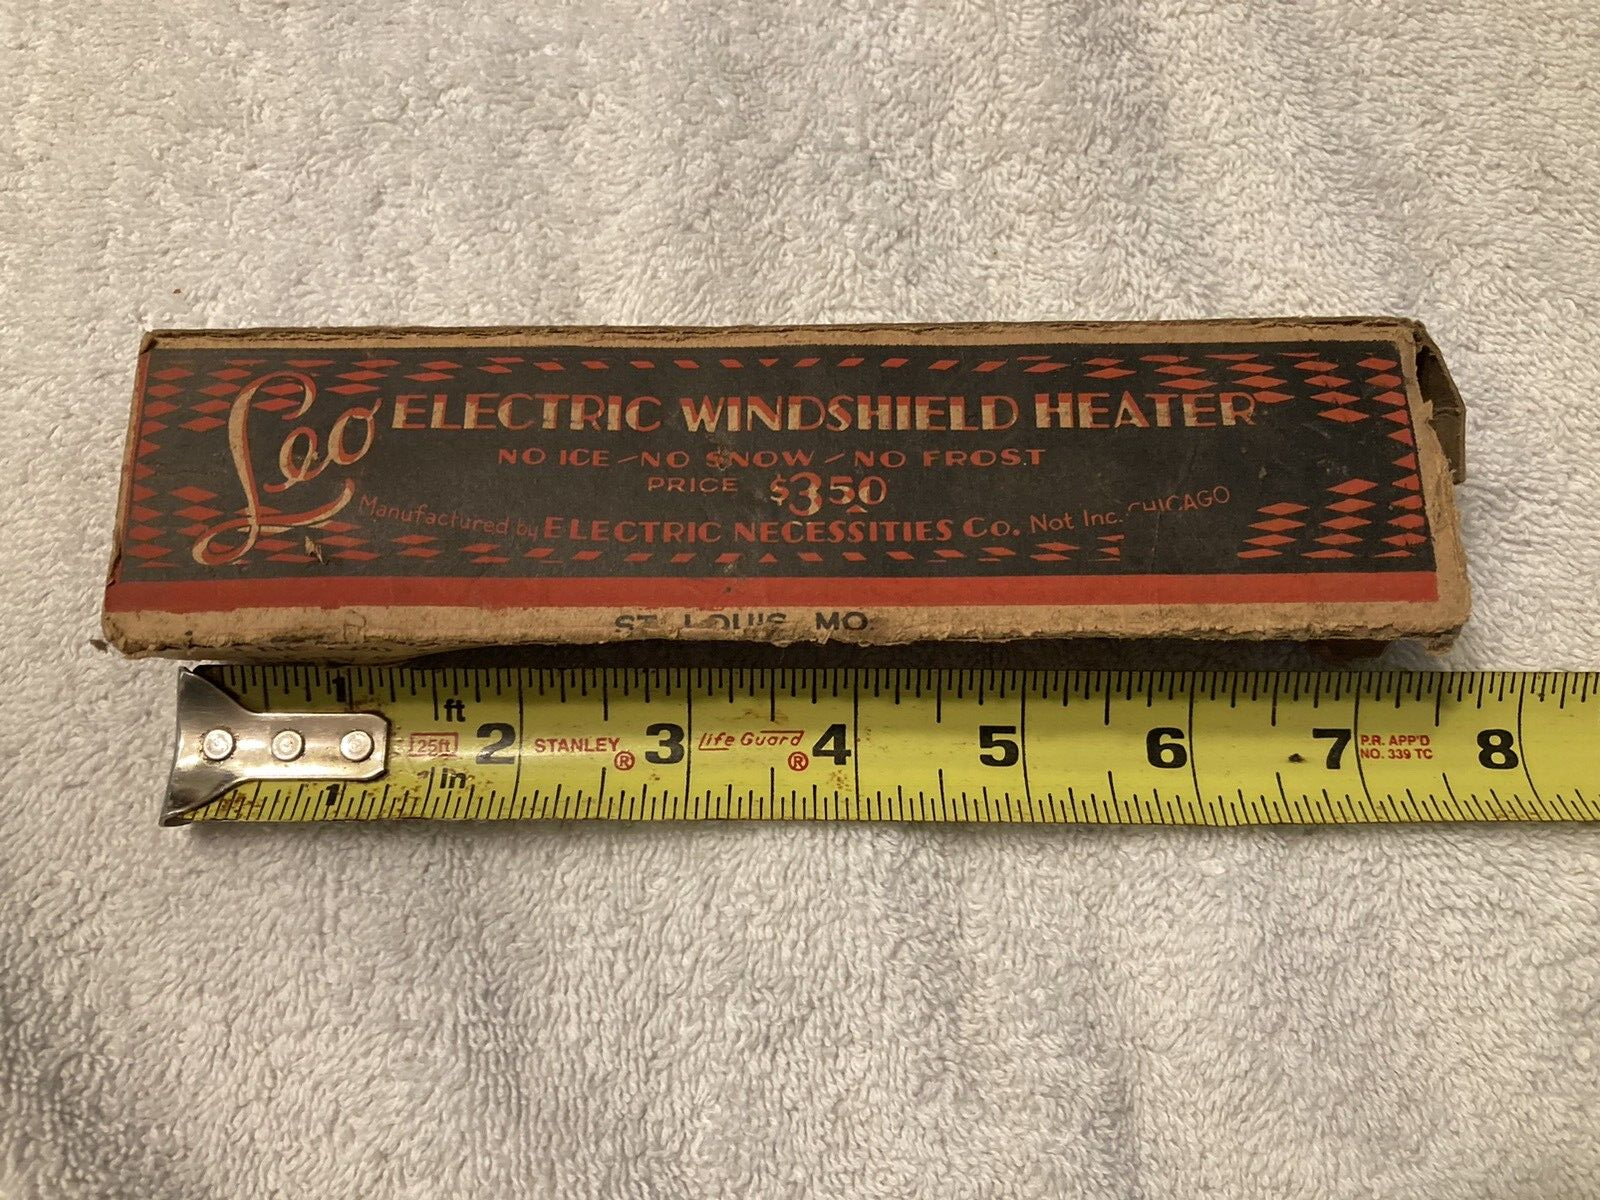 Leo ELECTRIC WINDSHIELD HEATER
NO ICE - NO SNOW - NO FROST
PRICE $3.50
Manufactured by ELECTRIC NECESSITIES Co. Not Inc. CHICAGO
ST. LOUIS, MO.
1 ft 2 3 4 5 6 7 8
25ft STANLEY® Life Guard® P.R. APP'D
NO. 339 TC
in
1